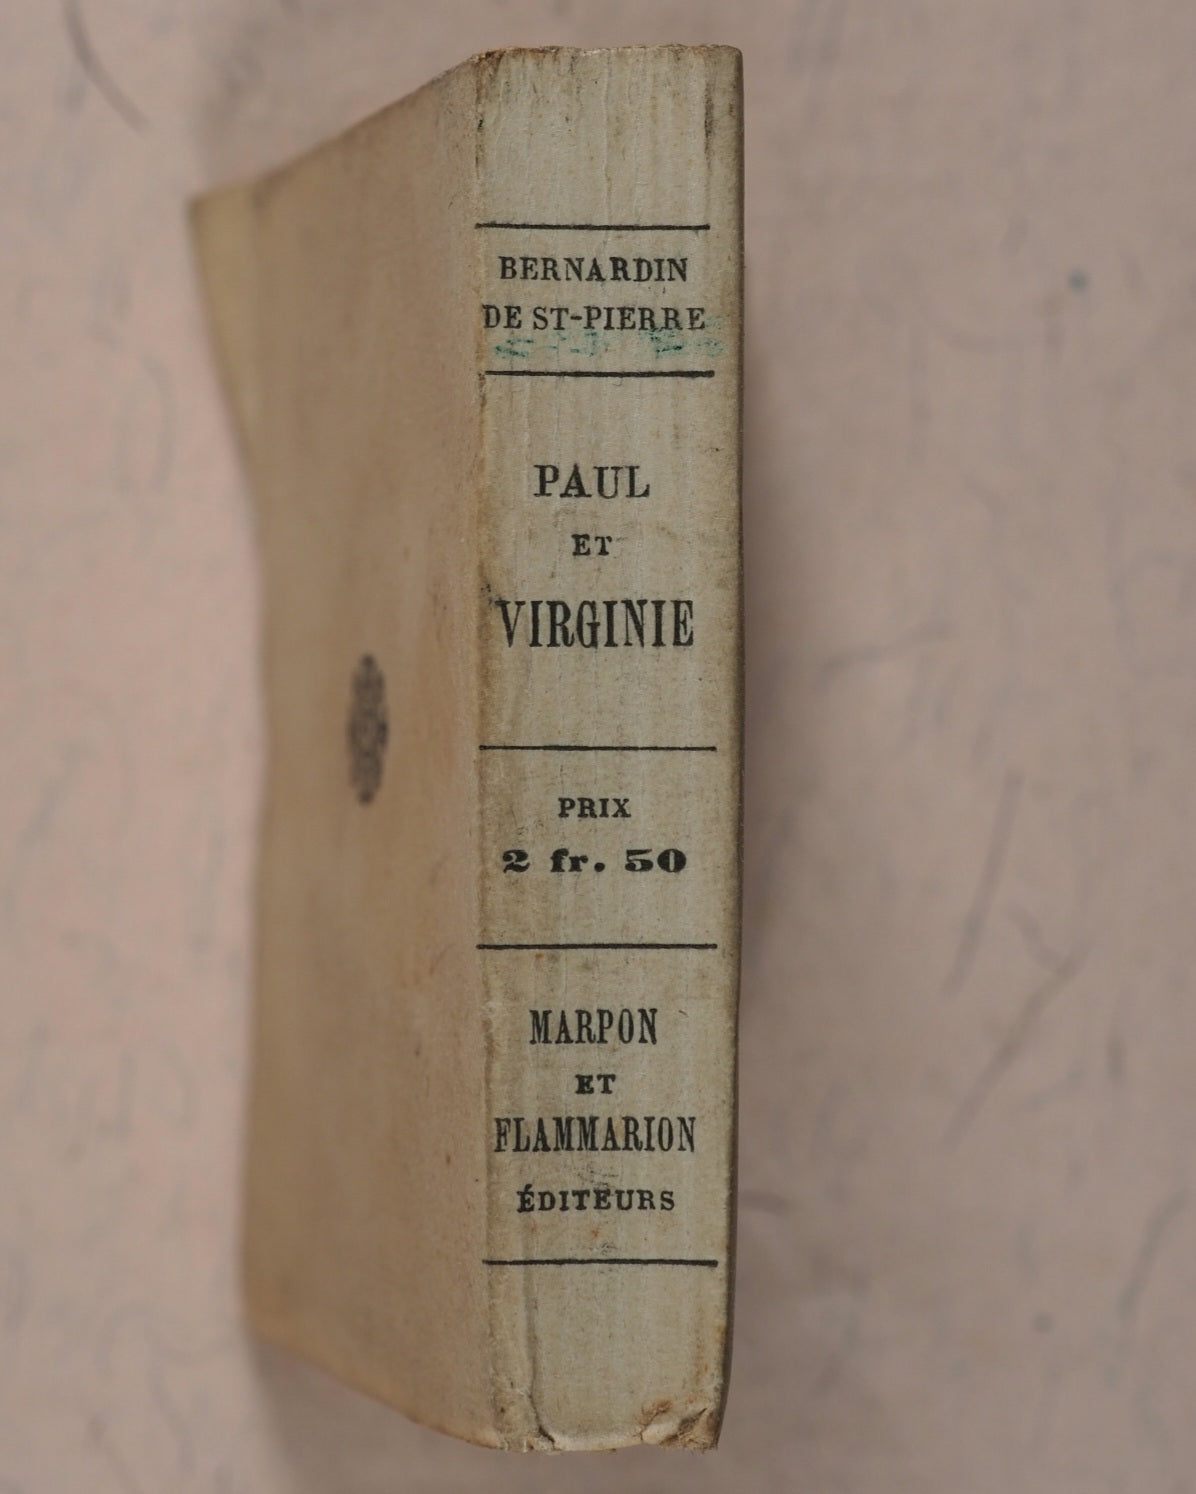 BERNARDIN
DE ST-PIERRE
PAUL
ET
VIRGINIE
PRIX
2 fr. 50
MARPON
ET
FLAMMARION
ÉDITEURS